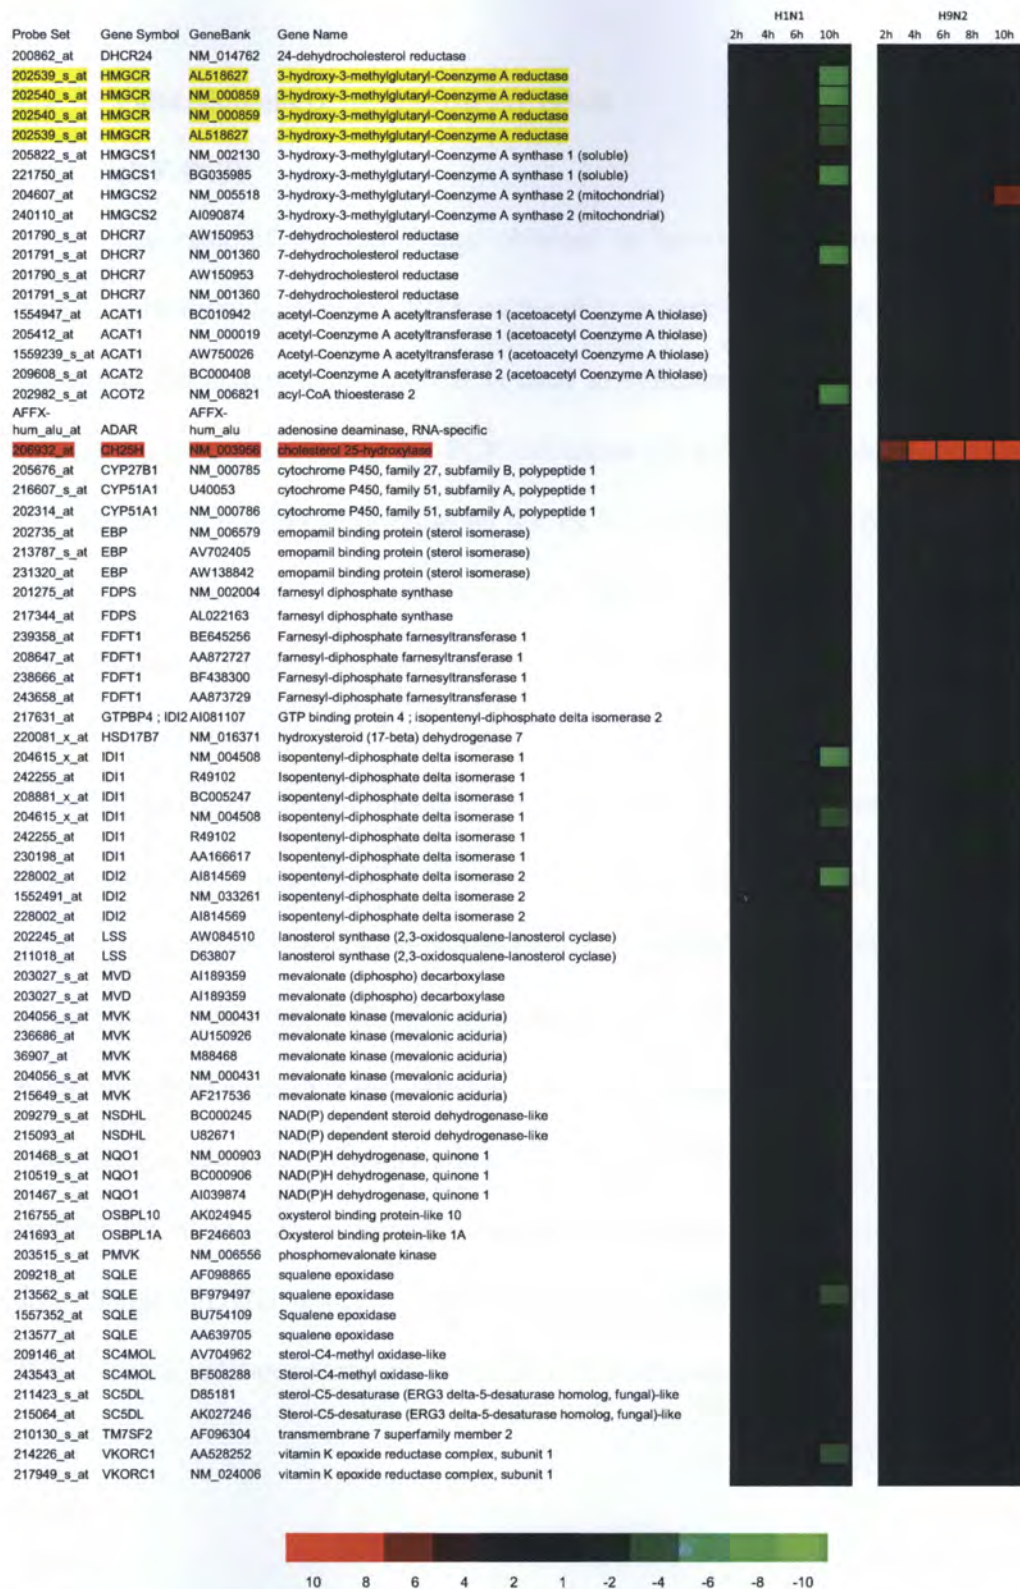 H1N1 H9N2
Probe Set Gene Symbol GeneBank Gene Name 2h 4h 6h 10h 2h 4h 6h 8h 10h
200862_at DHCR24 NM_014762 24-dehydrocholesterol reductase
202539_s_at HMGCR AL518627 3-hydroxy-3-methylglutaryl-Coenzyme A reductase
202540_s_at HMGCR NM_000859 3-hydroxy-3-methylglutaryl-Coenzyme A reductase
202540_s_at HMGCR NM_000859 3-hydroxy-3-methylglutaryl-Coenzyme A reductase
202539_s_at HMGCR AL518627 3-hydroxy-3-methylglutaryl-Coenzyme A reductase
205822_s_at HMGCS1 NM_002130 3-hydroxy-3-methylglutaryl-Coenzyme A synthase 1 (soluble)
221750_at HMGCS1 BG035985 3-hydroxy-3-methylglutaryl-Coenzyme A synthase 1 (soluble)
204607_at HMGCS2 NM_005518 3-hydroxy-3-methylglutaryl-Coenzyme A synthase 2 (mitochondrial)
240110_at HMGCS2 AI090874 3-hydroxy-3-methylglutaryl-Coenzyme A synthase 2 (mitochondrial)
201790_s_at DHCR7 AW150953 7-dehydrocholesterol reductase
201791_s_at DHCR7 NM_001360 7-dehydrocholesterol reductase
201790_s_at DHCR7 AW150953 7-dehydrocholesterol reductase
201791_s_at DHCR7 NM_001360 7-dehydrocholesterol reductase
1554947_at ACAT1 BC010942 acetyl-Coenzyme A acetyltransferase 1 (acetoacetyl Coenzyme A thiolase)
205412_at ACAT1 NM_000019 acetyl-Coenzyme A acetyltransferase 1 (acetoacetyl Coenzyme A thiolase)
1559239_s_at ACAT1 AW750026 Acetyl-Coenzyme A acetyltransferase 1 (acetoacetyl Coenzyme A thiolase)
209608_s_at ACAT2 BC000408 acetyl-Coenzyme A acetyltransferase 2 (acetoacetyl Coenzyme A thiolase)
202982_s_at ACOT2 NM_006821 acyl-CoA thioesterase 2
AFFX- AFFX-
hum_alu_at ADAR hum_alu adenosine deaminase, RNA-specific
206932_at CH25H NM_003956 cholesterol 25-hydroxylase
205676_at CYP27B1 NM_000785 cytochrome P450, family 27, subfamily B, polypeptide 1
216607_s_at CYP51A1 U40053 cytochrome P450, family 51, subfamily A, polypeptide 1
202314_at CYP51A1 NM_000786 cytochrome P450, family 51, subfamily A, polypeptide 1
202735_at EBP NM_006579 emopamil binding protein (sterol isomerase)
213787_s_at EBP AV702405 emopamil binding protein (sterol isomerase)
231320_at EBP AW138842 emopamil binding protein (sterol isomerase)
201275_at FDPS NM_002004 farnesyl diphosphate synthase
217344_at FDPS AL022163 farnesyl diphosphate synthase
239358_at FDFT1 BE645256 Farnesyl-diphosphate farnesyltransferase 1
208647_at FDFT1 AA872727 farnesyl-diphosphate farnesyltransferase 1
238666_at FDFT1 BF438300 Farnesyl-diphosphate farnesyltransferase 1
243658_at FDFT1 AA873729 Farnesyl-diphosphate farnesyltransferase 1
217631_at GTPBP4 ; IDI2 AI081107 GTP binding protein 4 ; isopentenyl-diphosphate delta isomerase 2
220081_x_at HSD17B7 NM_016371 hydroxysteroid (17-beta) dehydrogenase 7
204615_x_at IDI1 NM_004508 isopentenyl-diphosphate delta isomerase 1
242255_at IDI1 R49102 Isopentenyl-diphosphate delta isomerase 1
208881_x_at IDI1 BC005247 isopentenyl-diphosphate delta isomerase 1
204615_x_at IDI1 NM_004508 isopentenyl-diphosphate delta isomerase 1
242255_at IDI1 R49102 Isopentenyl-diphosphate delta isomerase 1
230198_at IDI1 AA166617 Isopentenyl-diphosphate delta isomerase 1
228002_at IDI2 AI814569 isopentenyl-diphosphate delta isomerase 2
1552491_at IDI2 NM_033261 isopentenyl-diphosphate delta isomerase 2
228002_at IDI2 AI814569 isopentenyl-diphosphate delta isomerase 2
202245_at LSS AW084510 lanosterol synthase (2,3-oxidosqualene-lanosterol cyclase)
211018_at LSS D63807 lanosterol synthase (2,3-oxidosqualene-lanosterol cyclase)
203027_s_at MVD AI189359 mevalonate (diphospho) decarboxylase
203027_s_at MVD AI189359 mevalonate (diphospho) decarboxylase
204056_s_at MVK NM_000431 mevalonate kinase (mevalonic aciduria)
236686_at MVK AU150926 mevalonate kinase (mevalonic aciduria)
36907_at MVK M88468 mevalonate kinase (mevalonic aciduria)
204056_s_at MVK NM_000431 mevalonate kinase (mevalonic aciduria)
215649_s_at MVK AF217536 mevalonate kinase (mevalonic aciduria)
209279_s_at NSDHL BC000245 NAD(P) dependent steroid dehydrogenase-like
215093_at NSDHL U82671 NAD(P) dependent steroid dehydrogenase-like
201468_s_at NQO1 NM_000903 NAD(P)H dehydrogenase, quinone 1
210519_s_at NQO1 BC000906 NAD(P)H dehydrogenase, quinone 1
201467_s_at NQO1 AI039874 NAD(P)H dehydrogenase, quinone 1
216755_at OSBPL10 AK024945 oxysterol binding protein-like 10
241693_at OSBPL1A BF246603 Oxysterol binding protein-like 1A
203515_s_at PMVK NM_006556 phosphomevalonate kinase
209218_at SQLE AF098865 squalene epoxidase
213562_s_at SQLE BF979497 squalene epoxidase
1557352_at SQLE BU754109 Squalene epoxidase
213577_at SQLE AA639705 squalene epoxidase
209146_at SC4MOL AV704962 sterol-C4-methyl oxidase-like
243543_at SC4MOL BF508288 Sterol-C4-methyl oxidase-like
211423_s_at SC5DL D85181 sterol-C5-desaturase (ERG3 delta-5-desaturase homolog, fungal)-like
215064_at SC5DL AK027246 Sterol-C5-desaturase (ERG3 delta-5-desaturase homolog, fungal)-like
210130_s_at TM7SF2 AF096304 transmembrane 7 superfamily member 2
214226_at VKORC1 AA528252 vitamin K epoxide reductase complex, subunit 1
217949_s_at VKORC1 NM_024006 vitamin K epoxide reductase complex, subunit 1
10 8 6 4 2 1 -2 -4 -6 -8 -10